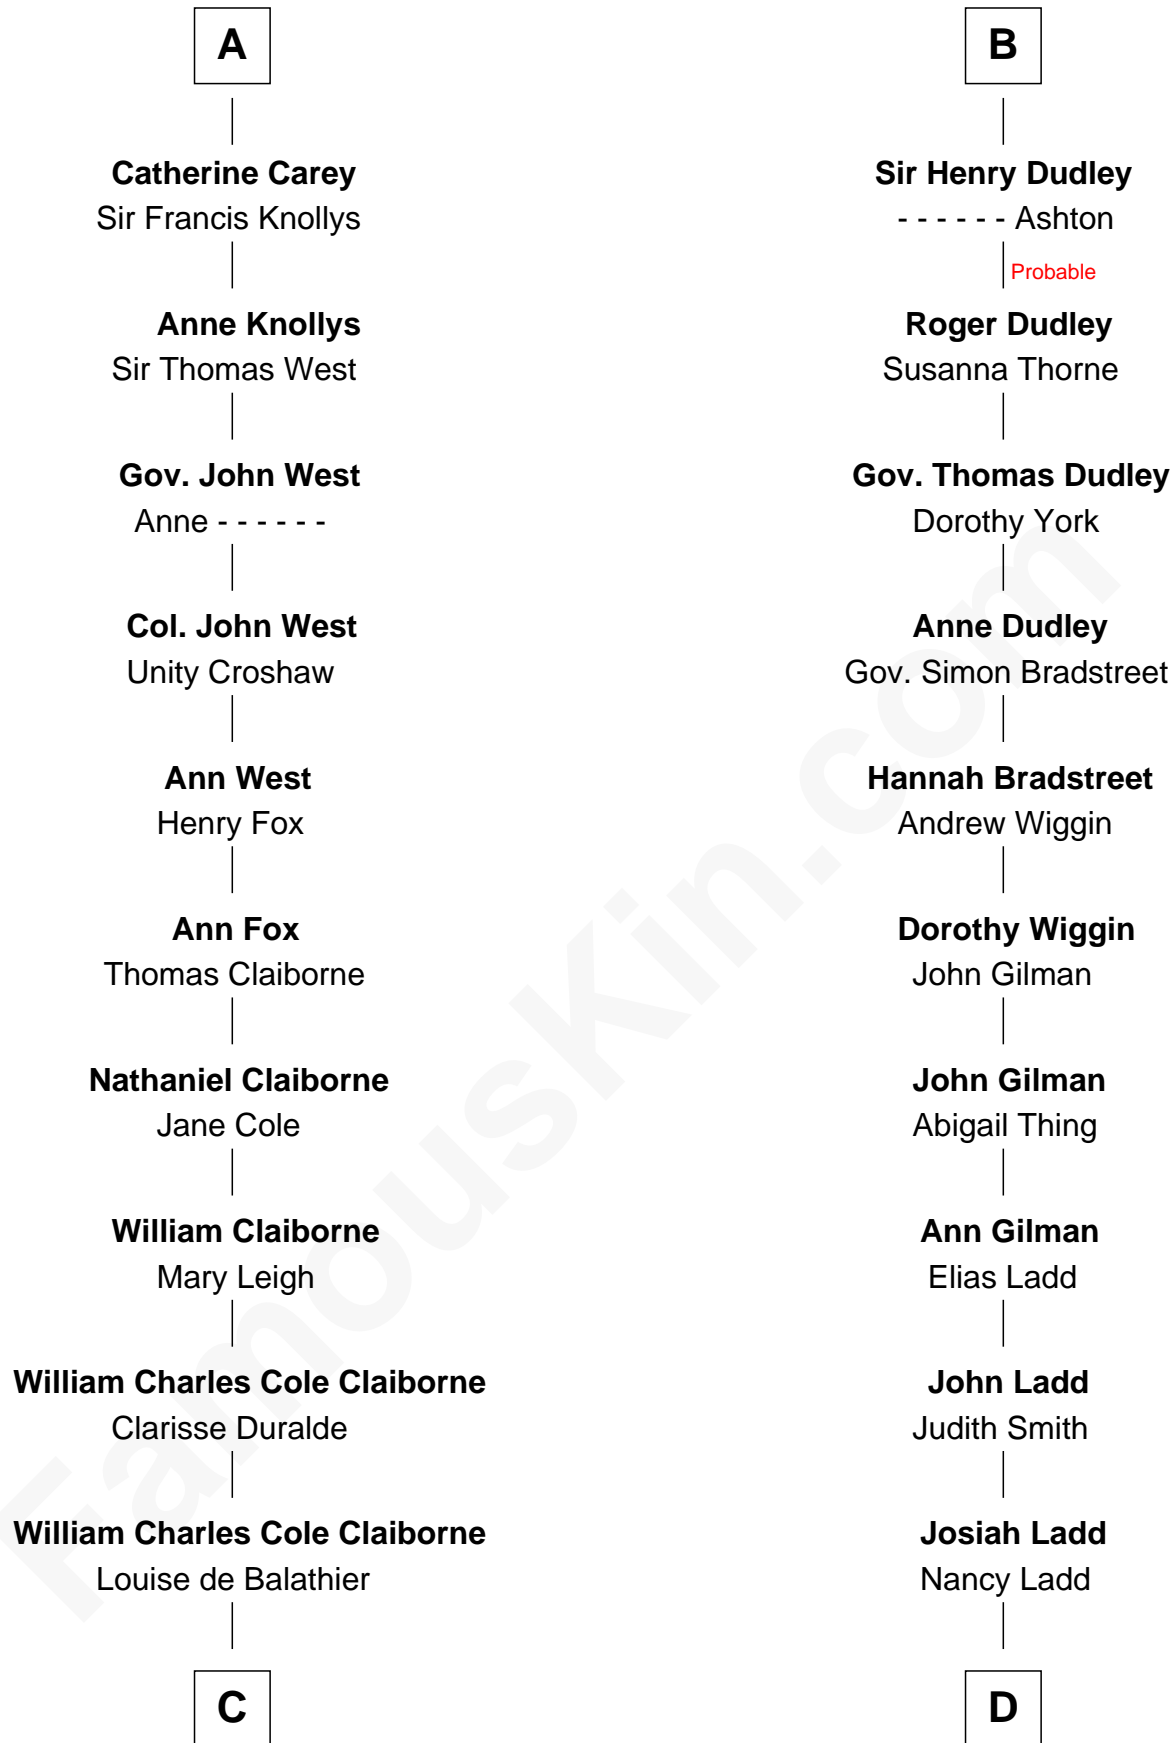 A
Catherine Carey
Sir Francis Knollys
Anne Knollys
Sir Thomas West
Gov. John West
Anne - - - - - -
Col. John West
Unity Croshaw
Ann West
Henry Fox
Ann Fox
Thomas Claiborne
Nathaniel Claiborne
Jane Cole
William Claiborne
Mary Leigh
William Charles Cole Claiborne
Clarisse Duralde
William Charles Cole Claiborne
Louise de Balathier
C
B
Sir Henry Dudley
- - - - - - Ashton
Probable
Roger Dudley
Susanna Thorne
Gov. Thomas Dudley
Dorothy York
Anne Dudley
Gov. Simon Bradstreet
Hannah Bradstreet
Andrew Wiggin
Dorothy Wiggin
John Gilman
John Gilman
Abigail Thing
Ann Gilman
Elias Ladd
John Ladd
Judith Smith
Josiah Ladd
Nancy Ladd
D
FamousKin.com